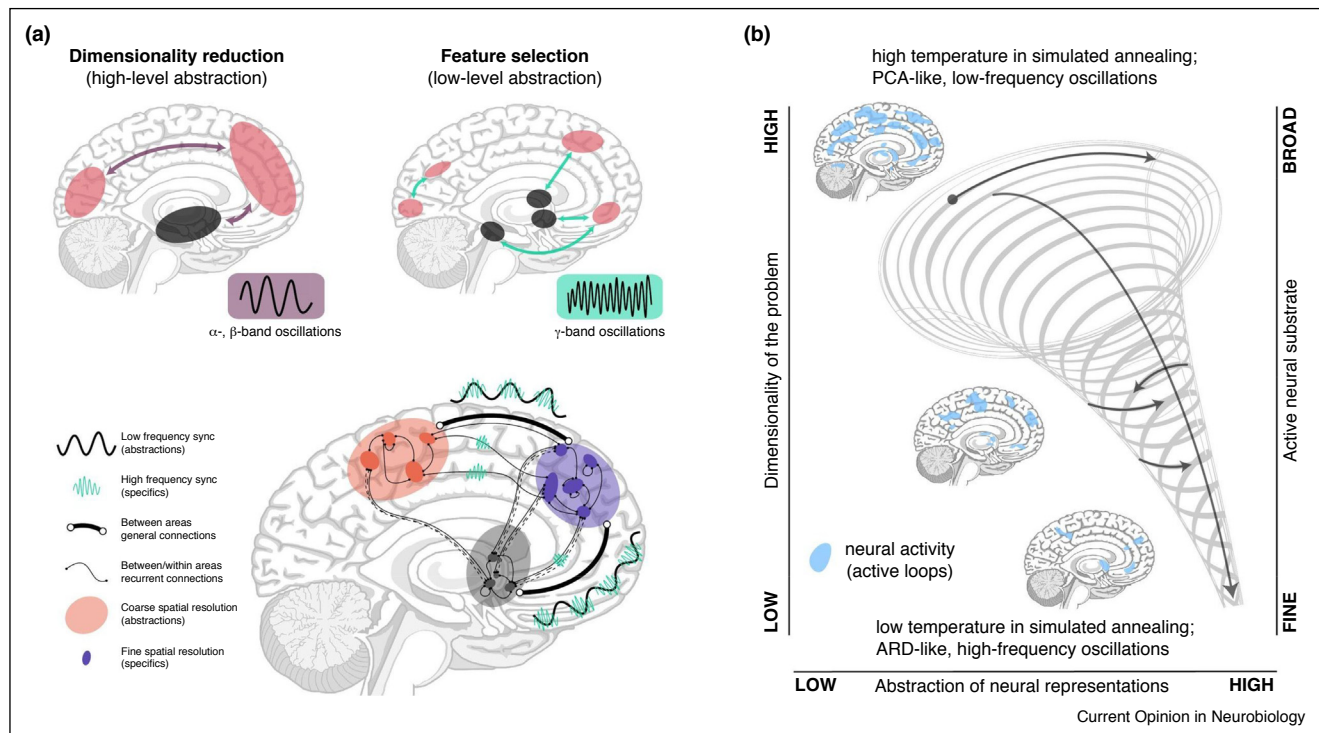 (a)
Dimensionality reduction
(high-level abstraction)
Feature selection
(low-level abstraction)
α-, β-band oscillations
γ-band oscillations
Low frequency sync
(abstractions)
High frequency sync
(specifics)
Between areas
general connections
Between/within areas
recurrent connections
Coarse spatial resolution
(abstractions)
Fine spatial resolution
(specifics)
(b)
high temperature in simulated annealing;
PCA-like, low-frequency oscillations
HIGH
Dimensionality of the problem
LOW
BROAD
Active neural substrate
FINE
neural activity
(active loops)
low temperature in simulated annealing;
ARD-like, high-frequency oscillations
LOW Abstraction of neural representations HIGH
Current Opinion in Neurobiology